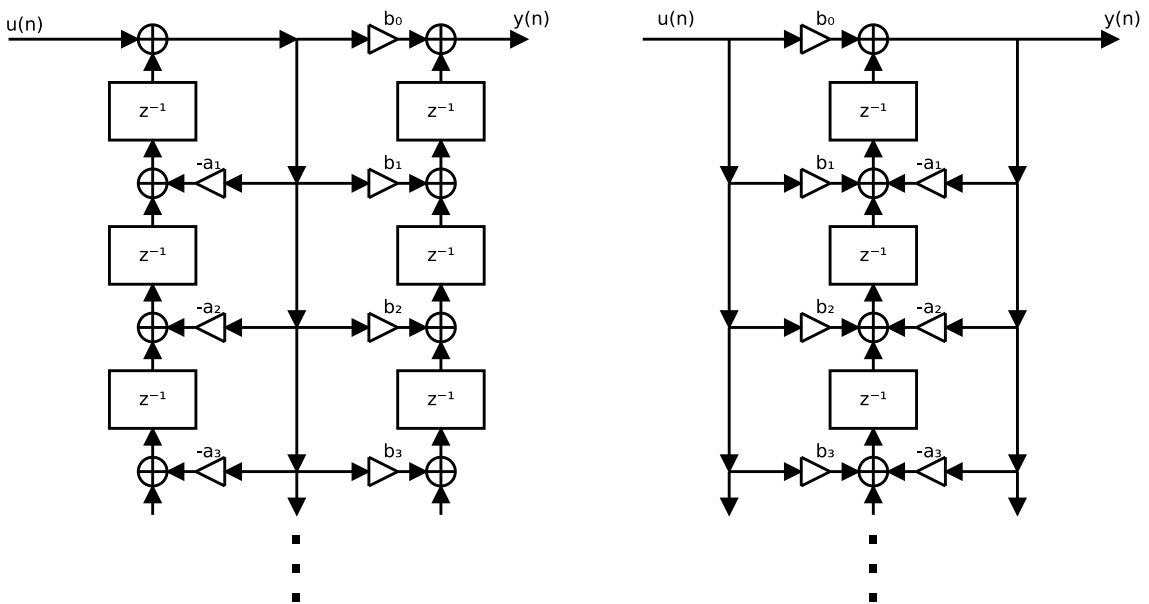 u(n) b₀ y(n)
z⁻¹ z⁻¹
-a₁ b₁
z⁻¹ z⁻¹
-a₂ b₂
z⁻¹ z⁻¹
-a₃ b₃
u(n) b₀ y(n)
z⁻¹
b₁ -a₁
z⁻¹
b₂ -a₂
z⁻¹
b₃ -a₃